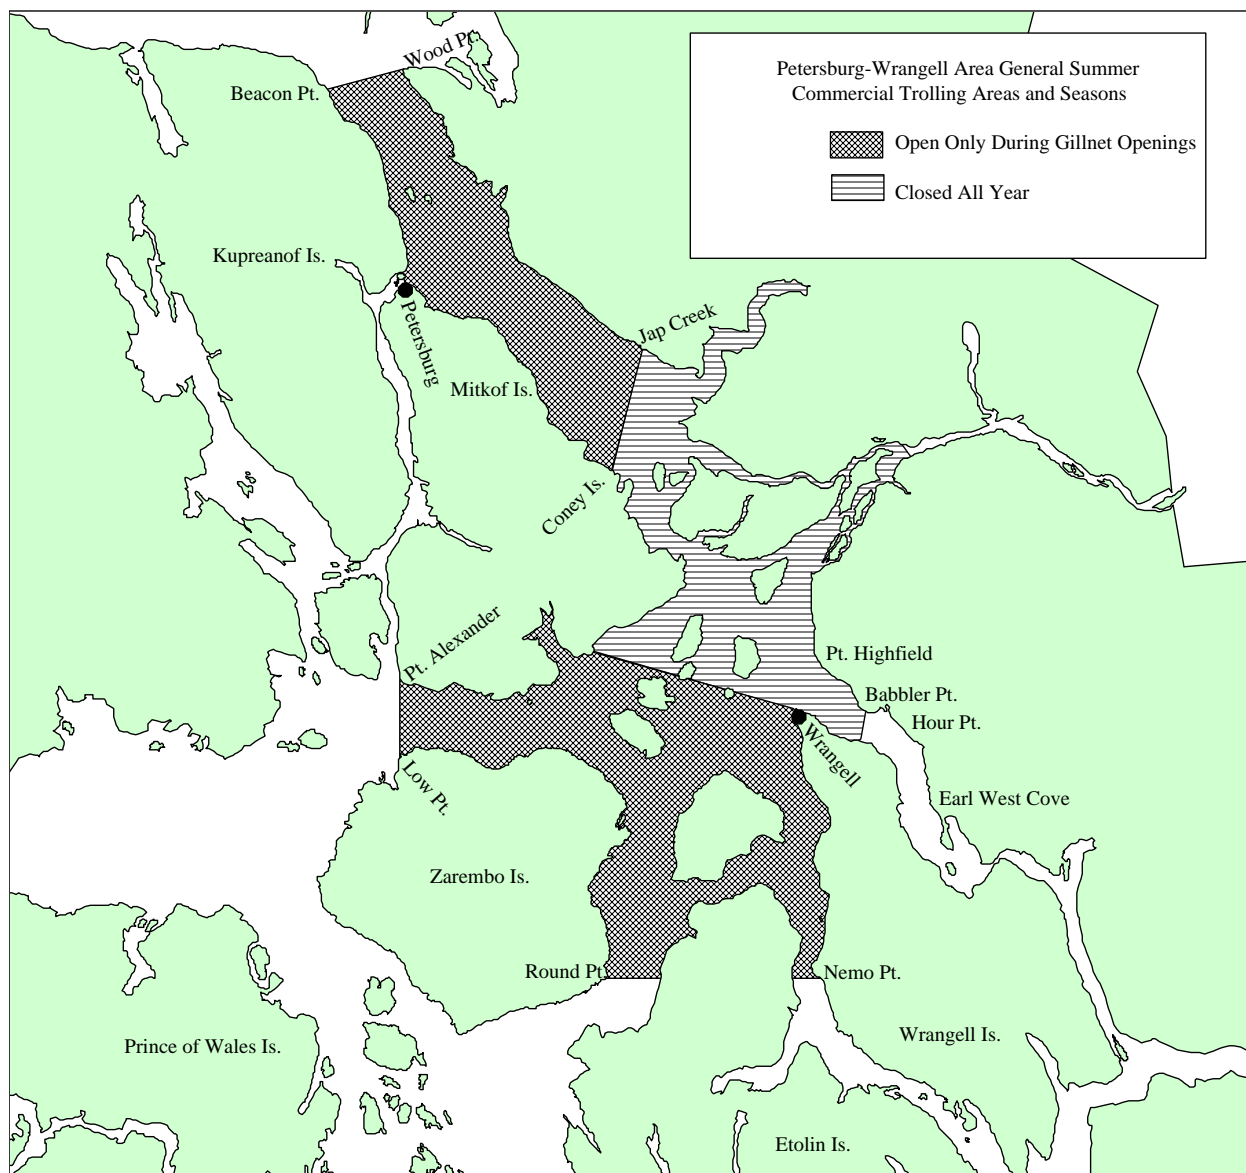 Wood Pt.
Beacon Pt.
Petersburg-Wrangell Area General Summer
Commercial Trolling Areas and Seasons
Open Only During Gillnet Openings
Closed All Year
Kupreanof Is.
Petersburg
Jap Creek
Mitkof Is.
Coney Is.
Pt. Alexander
Pt. Highfield
Babbler Pt.
Hour Pt.
Wrangell
Low Pt.
Earl West Cove
Zarembo Is.
Round Pt.
Nemo Pt.
Wrangell Is.
Prince of Wales Is.
Etolin Is.